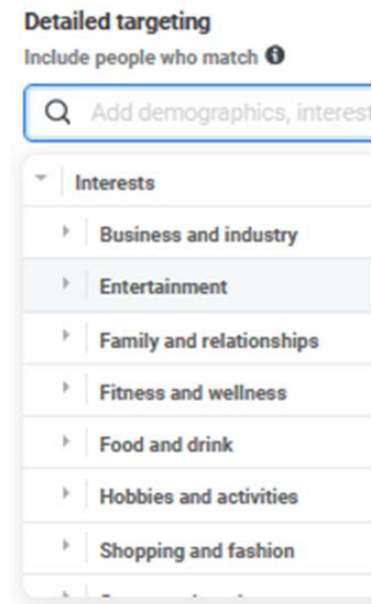 Detailed targeting
Include people who match
Add demographics, interest
Interests
Business and industry
Entertainment
Family and relationships
Fitness and wellness
Food and drink
Hobbies and activities
Shopping and fashion